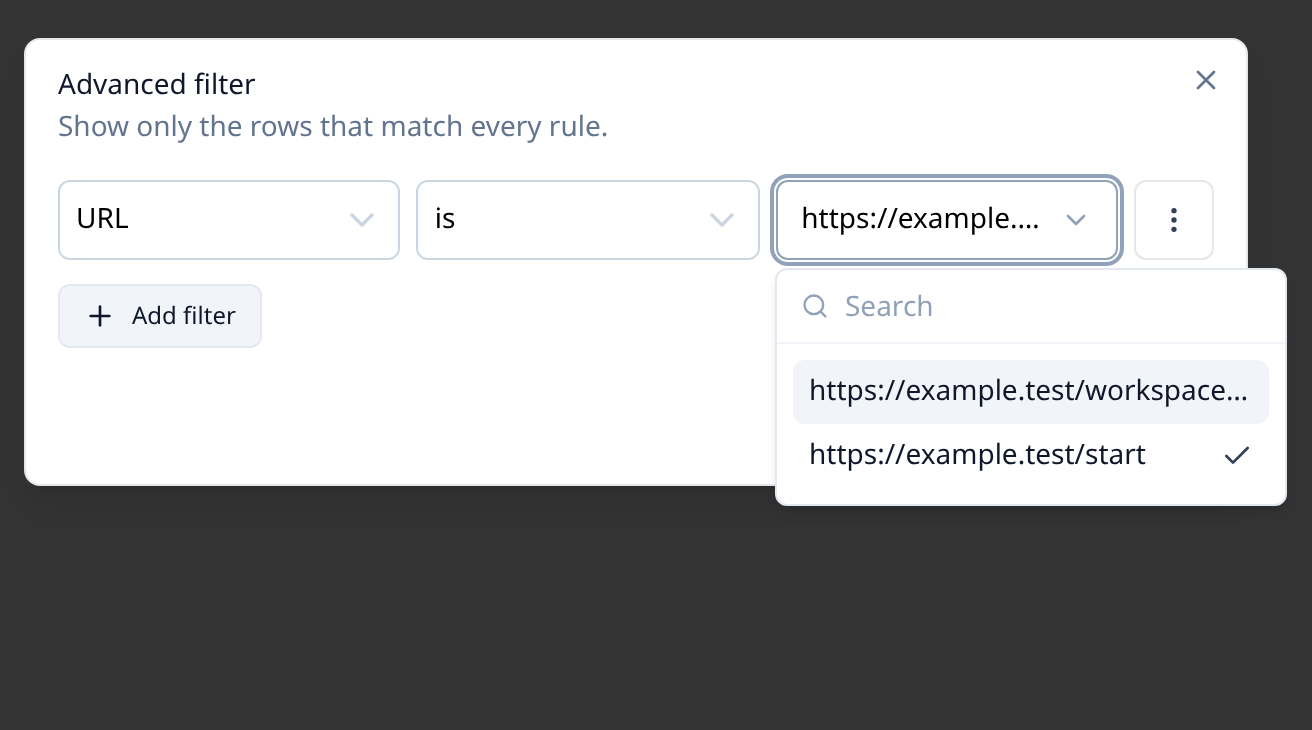 Advanced filter
Show only the rows that match every rule.
URL
is
https://example....
Add filter
Search
https://example.test/workspace...
https://example.test/start